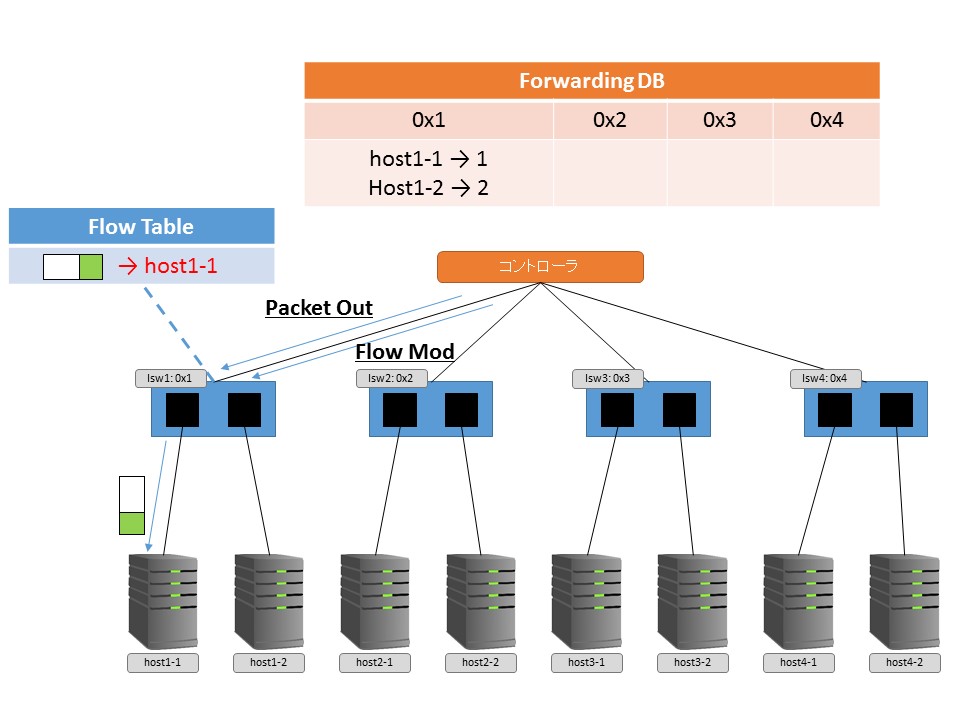 Forwarding DB
0x1 0x2 0x3 0x4
host1-1 → 1
Host1-2 → 2
Flow Table
→ host1-1
コントローラ
Packet Out
Flow Mod
lsw1: 0x1 lsw2: 0x2 lsw3: 0x3 lsw4: 0x4
host1-1 host1-2 host2-1 host2-2 host3-1 host3-2 host4-1 host4-2